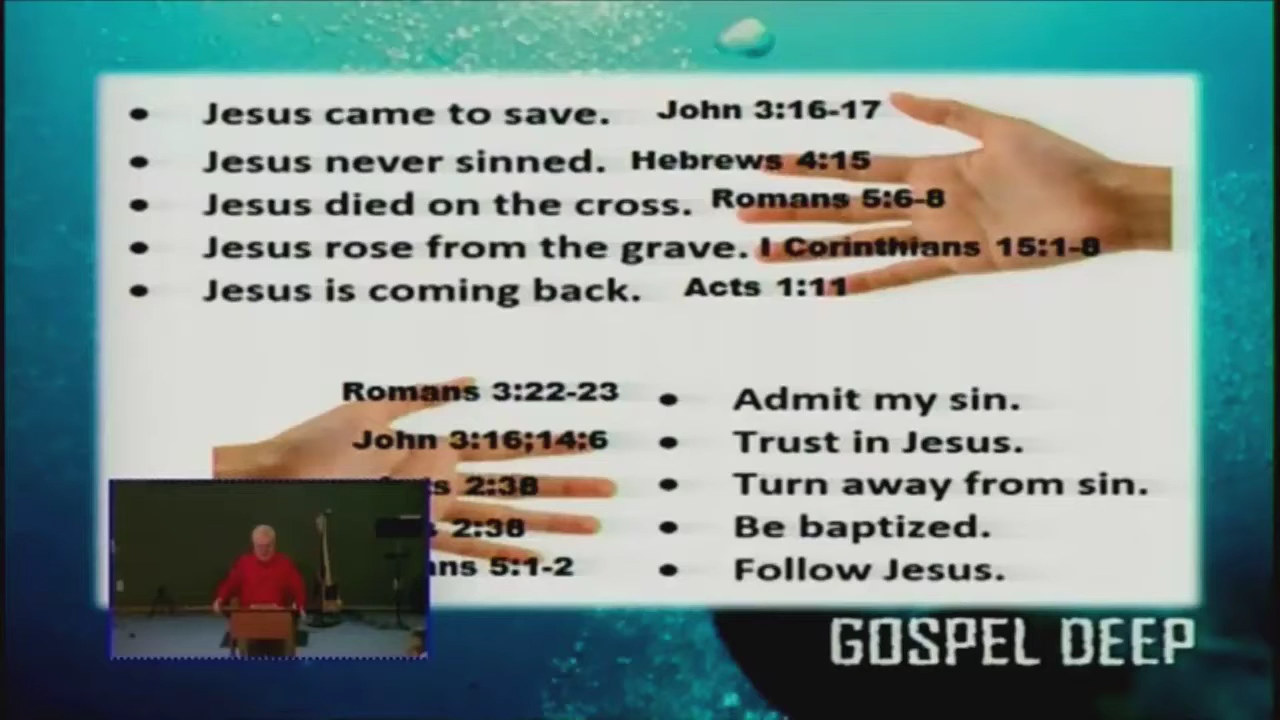 • Jesus came to save. John 3:16-17
• Jesus never sinned. Hebrews 4:15
• Jesus died on the cross. Romans 5:6-8
• Jesus rose from the grave. I Corinthians 15:1-8
• Jesus is coming back. Acts 1:11
Romans 3:22-23 • Admit my sin.
John 3:16;14:6 • Trust in Jesus.
2:38 • Turn away from sin.
2:38 • Be baptized.
5:1-2 • Follow Jesus.
GOSPEL DEEP